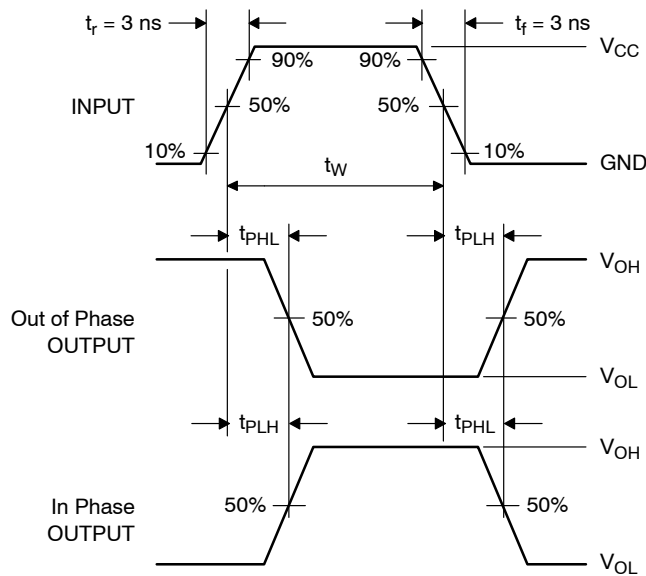 t_r = 3 ns
t_f = 3 ns
V_CC
90%
90%
INPUT
50%
50%
10%
10%
GND
t_W
t_PHL
t_PLH
V_OH
Out of Phase
OUTPUT
50%
50%
V_OL
t_PLH
t_PHL
V_OH
In Phase
OUTPUT
50%
50%
V_OL